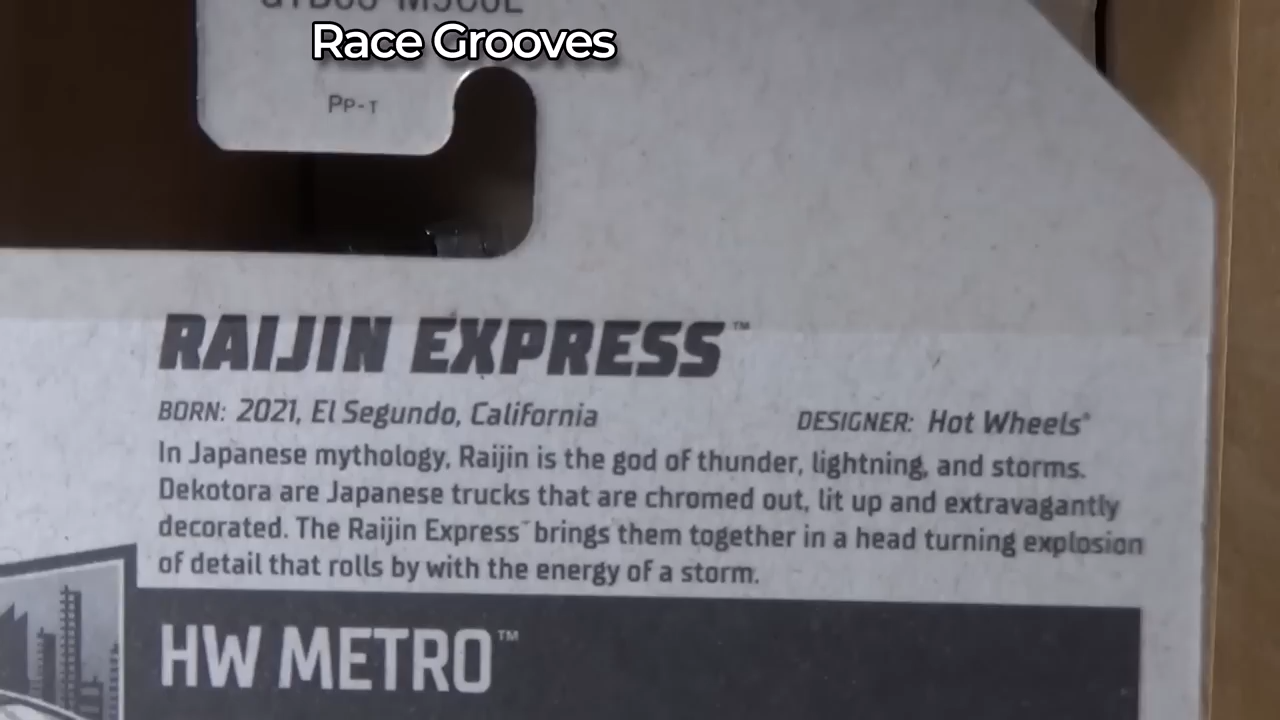 Race Grooves
PP-T
RAIJIN EXPRESS™
BORN: 2021, El Segundo, California DESIGNER: Hot Wheels®
In Japanese mythology, Raijin is the god of thunder, lightning, and storms.
Dekotora are Japanese trucks that are chromed out, lit up and extravagantly
decorated. The Raijin Express™ brings them together in a head turning explosion
of detail that rolls by with the energy of a storm.
HW METRO™